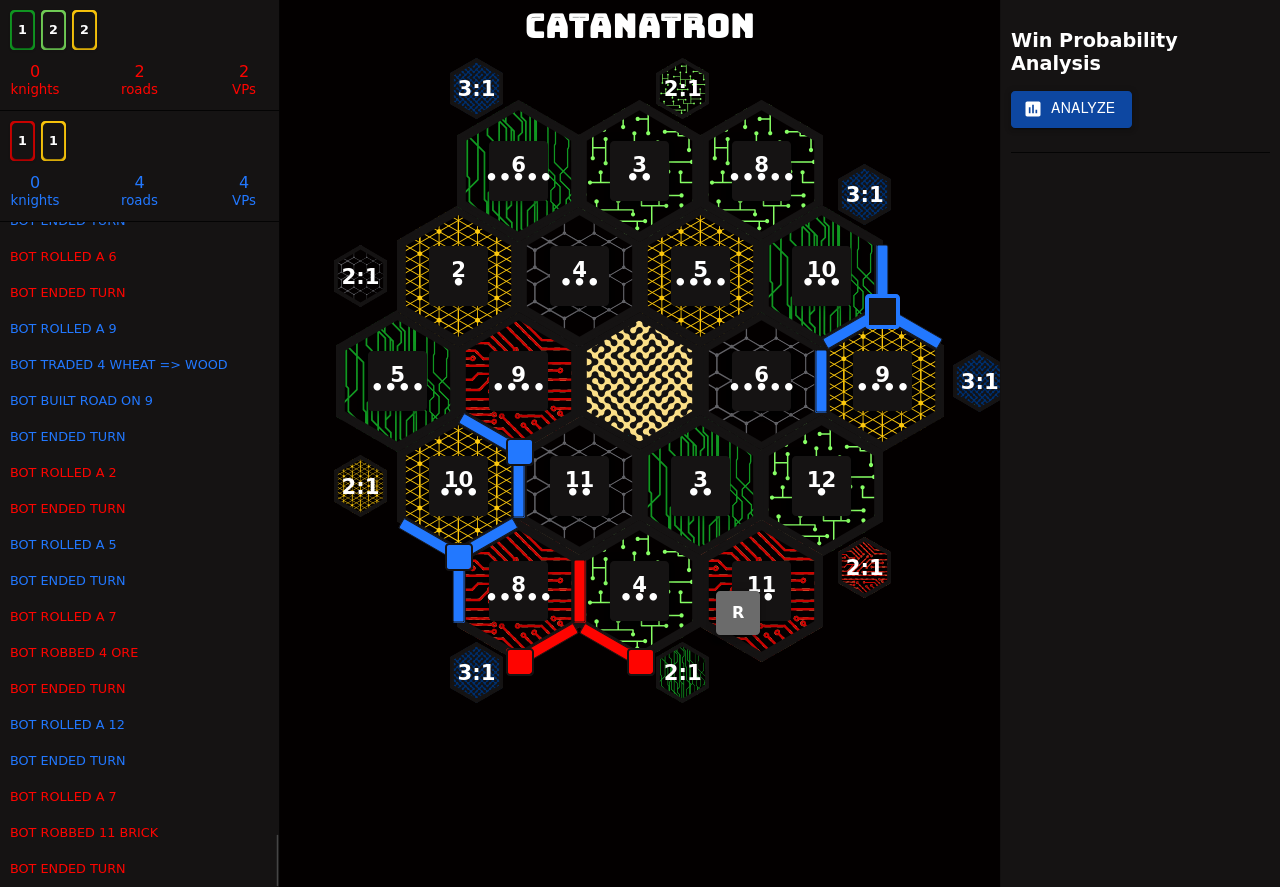 1 2 2
0 2 2
knights roads VPs
1 1
0 4 4
knights roads VPs
BOT ENDED TURN
BOT ROLLED A 6
BOT ENDED TURN
BOT ROLLED A 9
BOT TRADED 4 WHEAT => WOOD
BOT BUILT ROAD ON 9
BOT ENDED TURN
BOT ROLLED A 2
BOT ENDED TURN
BOT ROLLED A 5
BOT ENDED TURN
BOT ROLLED A 7
BOT ROBBED 4 ORE
BOT ENDED TURN
BOT ROLLED A 12
BOT ENDED TURN
BOT ROLLED A 7
BOT ROBBED 11 BRICK
BOT ENDED TURN
CATANATRON
3:1 2:1
6 3 8
3:1
2:1 2 4 5 10
5 9 6 9 3:1
2:1 10 11 3 12
2:1
8 4 11
R
3:1 2:1
Win Probability
Analysis
ANALYZE